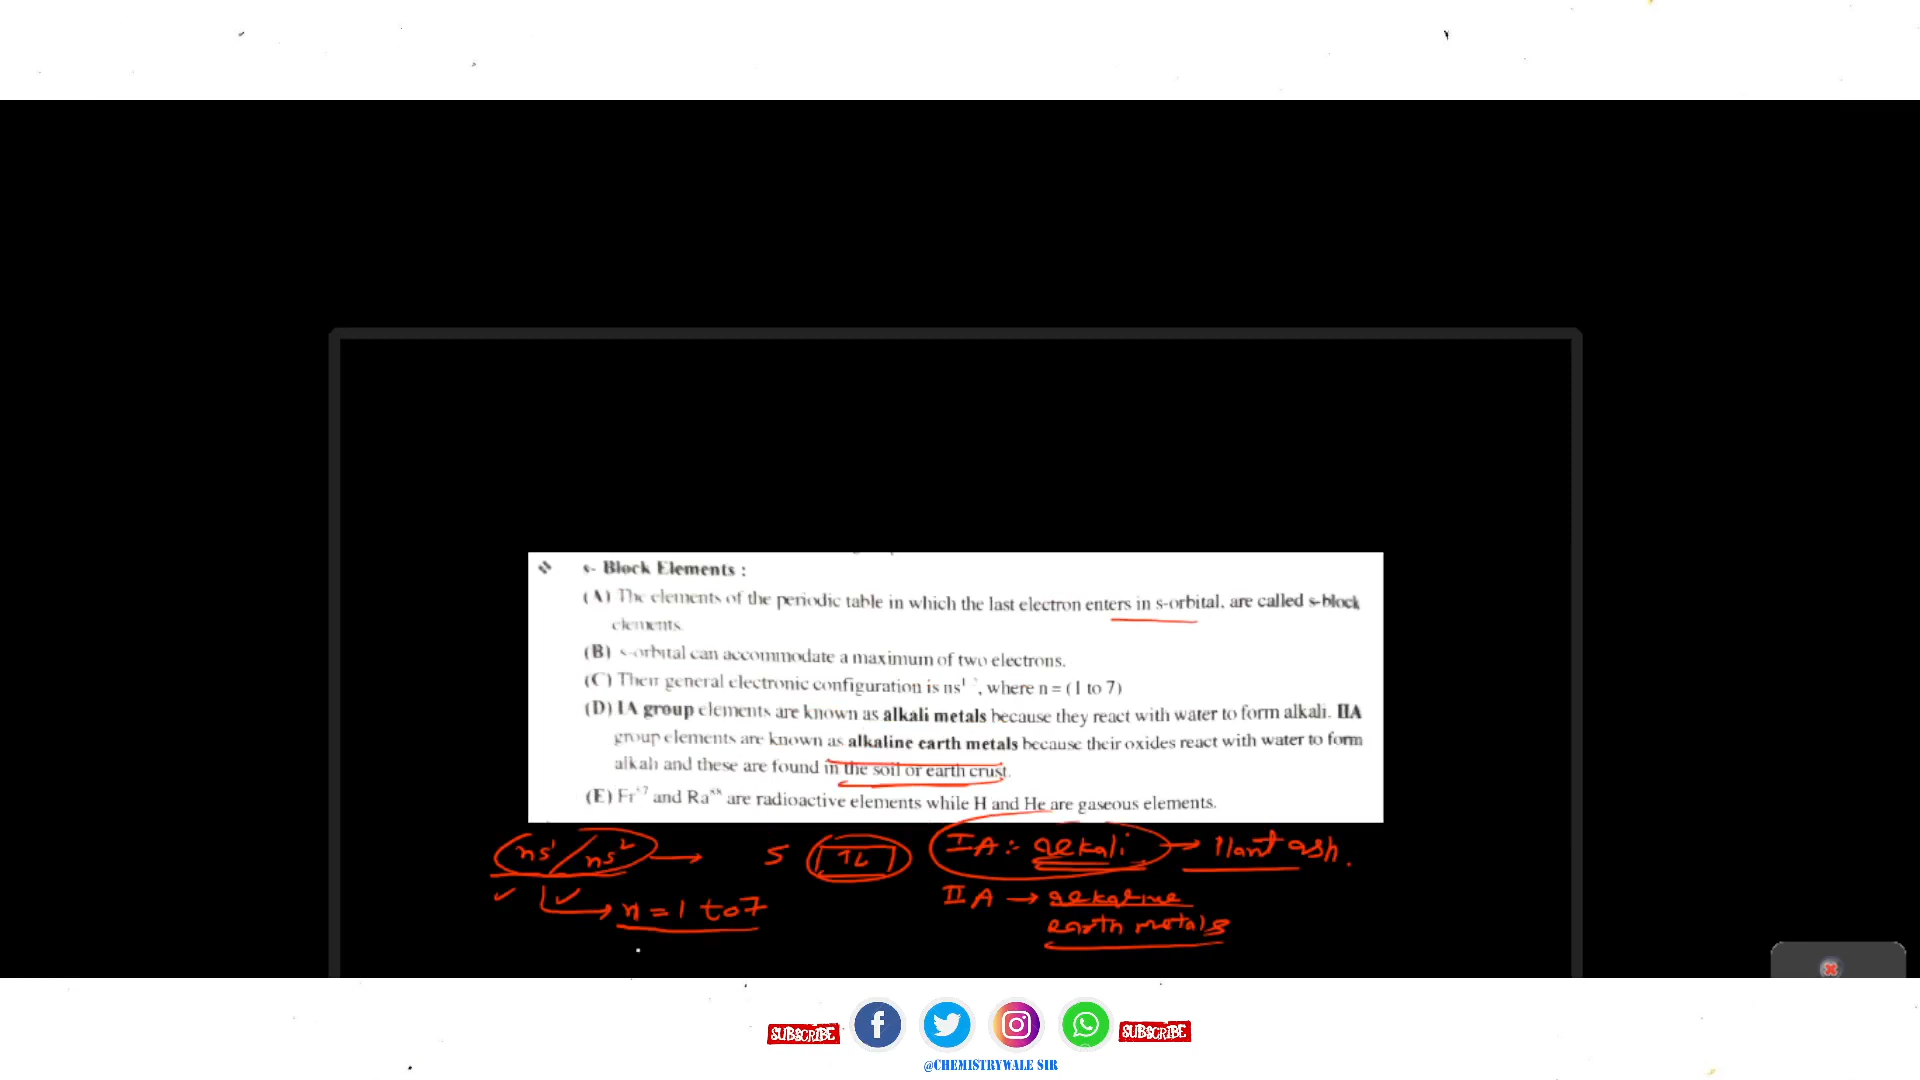 s- Block Elements :
(A) The elements of the periodic table in which the last electron enters in s-orbital, are called s-block
elements.
(B) s-orbital can accommodate a maximum of two electrons.
(C) Their general electronic configuration is ns¹ ², where n = (1 to 7)
(D) IA group elements are known as alkali metals because they react with water to form alkali. IIA
group elements are known as alkaline earth metals because their oxides react with water to form
alkali and these are found in the soil or earth crust.
(E) Fr and Ra are radioactive elements while H and He are gaseous elements.
ns¹/ns² → s 1L IA :- alkali → Plant ash.
n = 1 to 7 IIA → alkaline
earth metals
SUBSCRIBE SUBSCRIBE
@CHEMISTRYWALE SIR